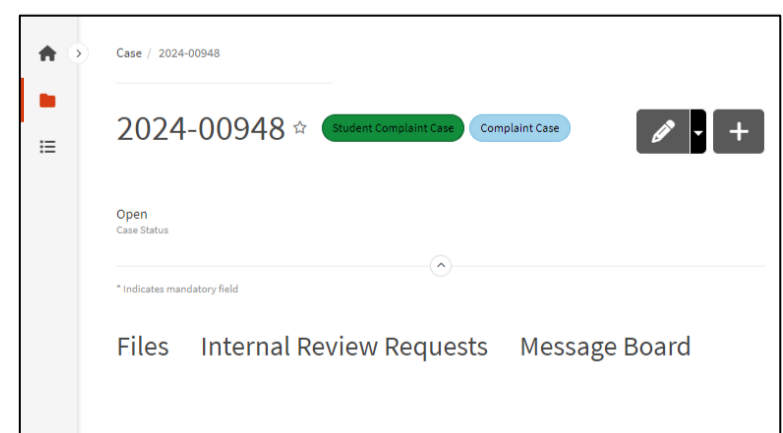 Case / 2024-00948
2024-00948 Student Complaint Case Complaint Case
Open
Case Status
* Indicates mandatory field
Files Internal Review Requests Message Board